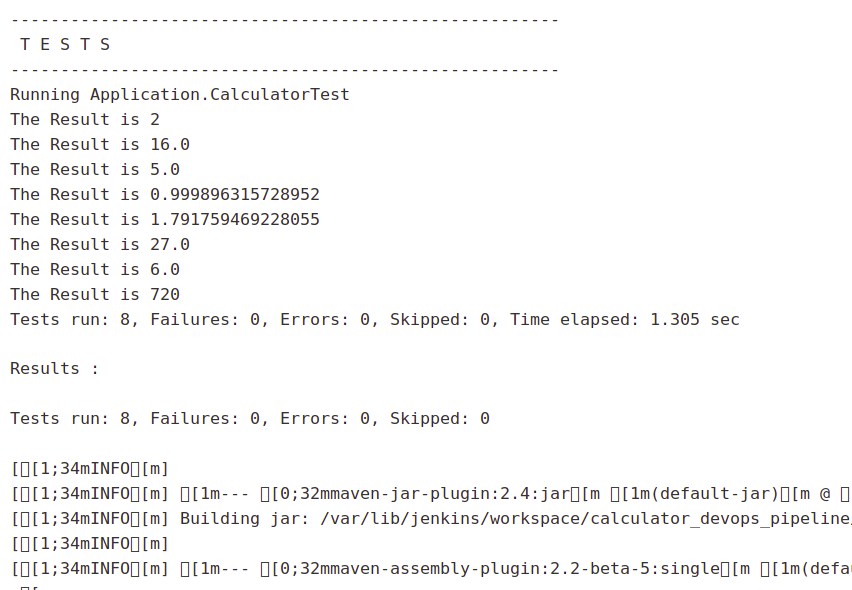 -------------------------------------------------------
T E S T S
-------------------------------------------------------
Running Application.CalculatorTest
The Result is 2
The Result is 16.0
The Result is 5.0
The Result is 0.999896315728952
The Result is 1.791759469228055
The Result is 27.0
The Result is 6.0
The Result is 720
Tests run: 8, Failures: 0, Errors: 0, Skipped: 0, Time elapsed: 1.305 sec
Results :
Tests run: 8, Failures: 0, Errors: 0, Skipped: 0
[□[1;34mINFO□[m]
[□[1;34mINFO□[m] □[1m--- □[0;32mmaven-jar-plugin:2.4:jar□[m □[1m(default-jar)□[m @ □
[□[1;34mINFO□[m] Building jar: /var/lib/jenkins/workspace/calculator_devops_pipeline
[□[1;34mINFO□[m]
[□[1;34mINFO□[m] □[1m--- □[0;32mmaven-assembly-plugin:2.2-beta-5:single□[m □[1m(defau